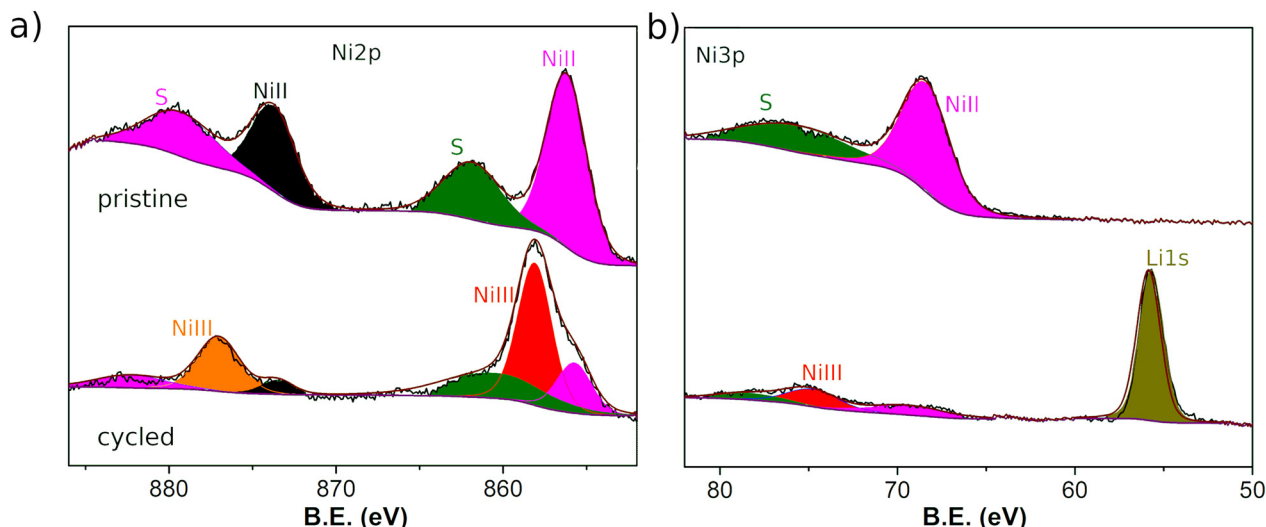 a)
Ni2p
NiII
S
NiII
S
pristine
NiIII
NiIII
cycled
880
870
860
B.E. (eV)
b)
Ni3p
S
NiII
Li1s
NiIII
80
70
60
50
B.E. (eV)